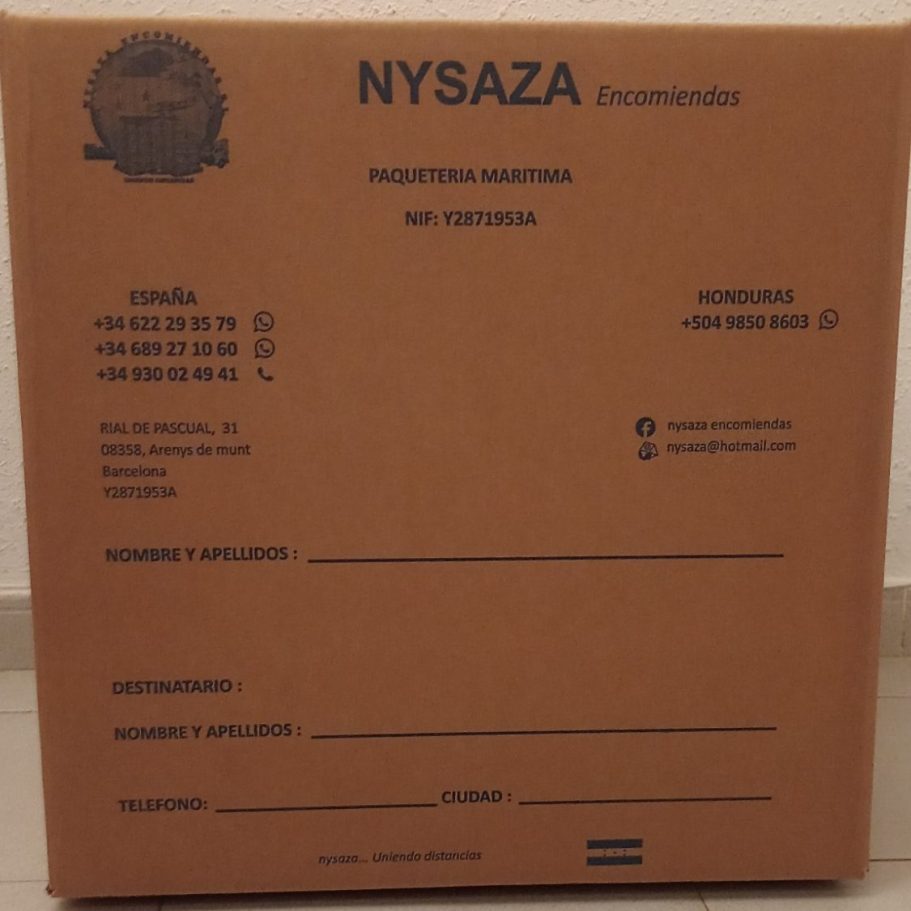 NYSAZA ENCOMIENDAS
NYSAZA Encomiendas
PAQUETERIA MARITIMA
NIF: Y2871953A
ESPAÑA
+34 622 29 35 79
+34 689 27 10 60
+34 930 02 49 41
HONDURAS
+504 9850 8603
RIAL DE PASCUAL, 31
08358, Arenys de munt
Barcelona
Y2871953A
nysaza encomiendas
nysaza@hotmail.com
NOMBRE Y APELLIDOS :
DESTINATARIO :
NOMBRE Y APELLIDOS :
TELEFONO: CIUDAD :
nysaza... Uniendo distancias